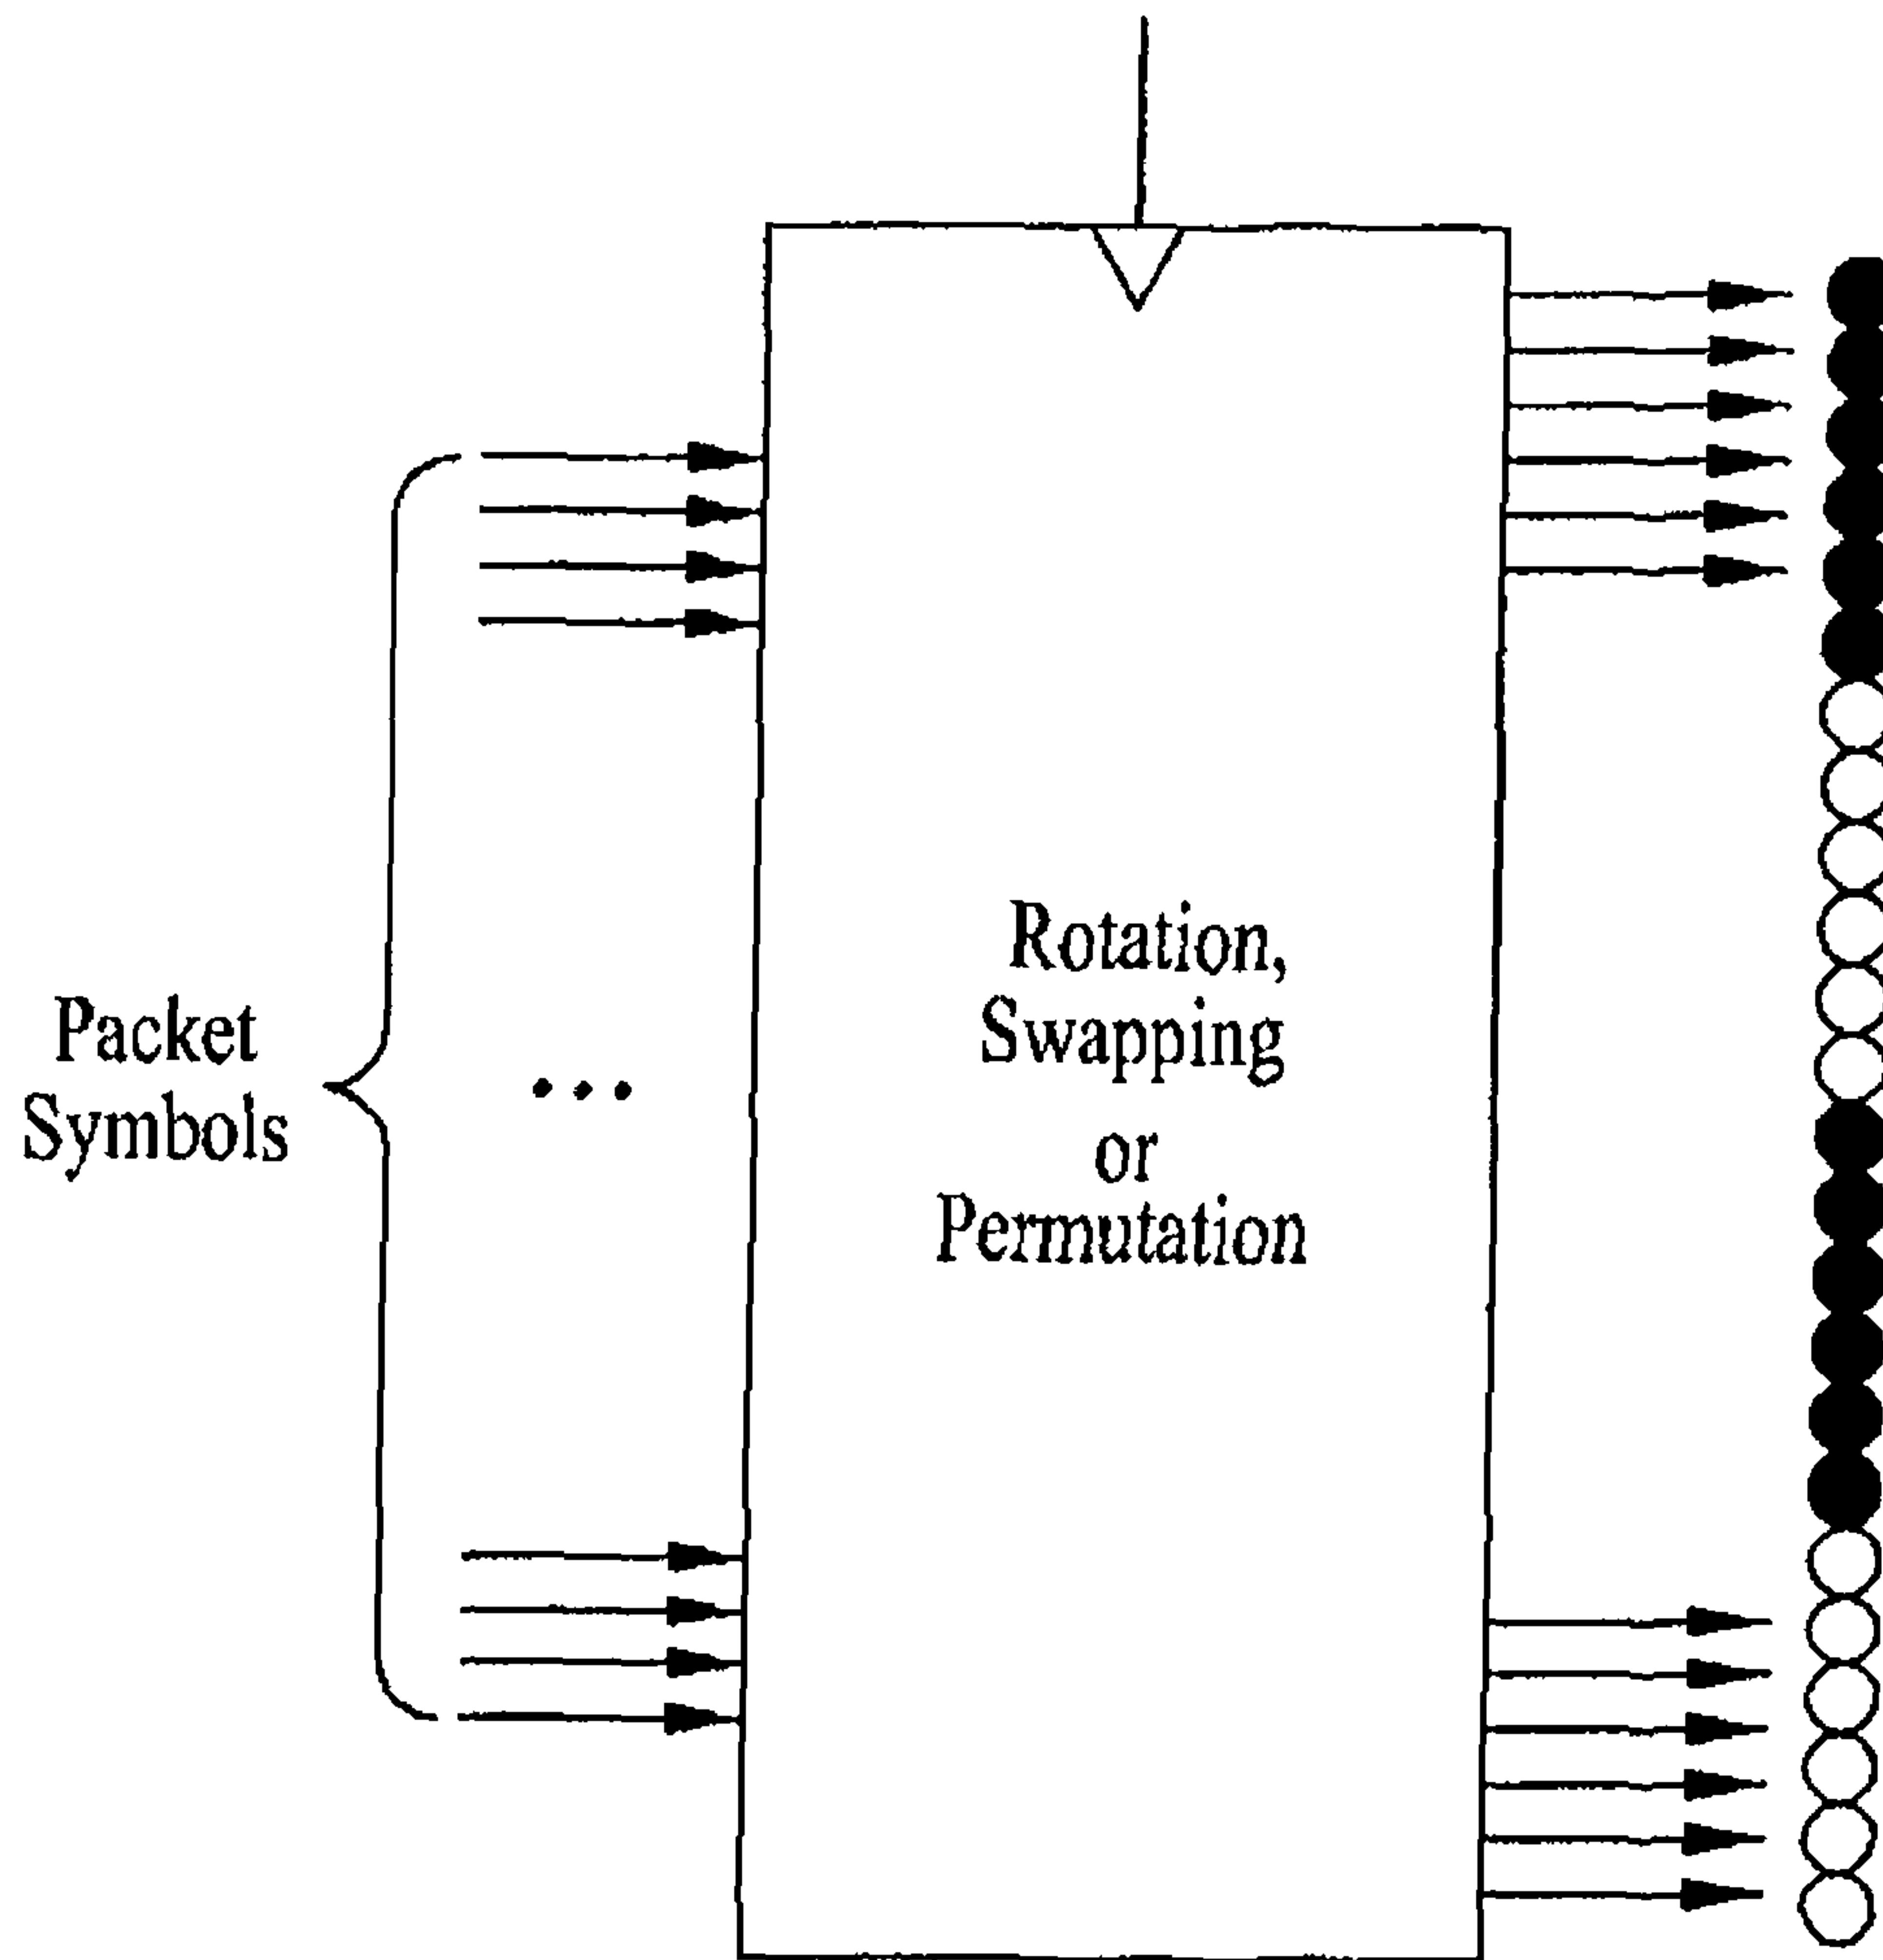 Packet
Symbols
...
Rotation,
Swapping
or
Permutation